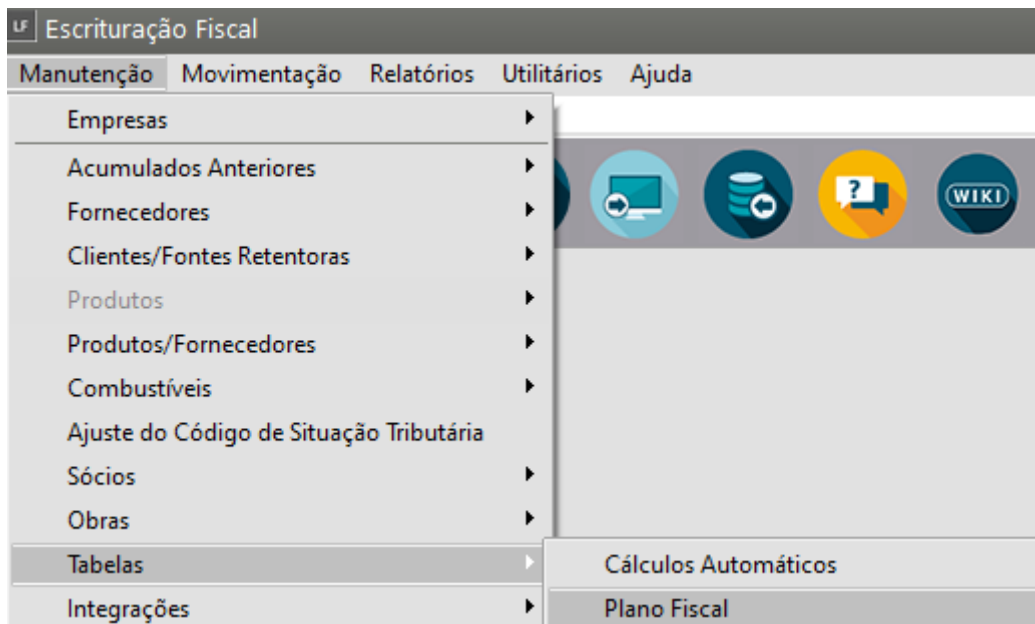 LF Escrituração Fiscal
Manutenção Movimentação Relatórios Utilitários Ajuda
Empresas
Acumulados Anteriores
Fornecedores
Clientes/Fontes Retentoras
Produtos
Produtos/Fornecedores
Combustíveis
Ajuste do Código de Situação Tributária
Sócios
Obras
Tabelas
Integrações
?
WIKI
Cálculos Automáticos
Plano Fiscal